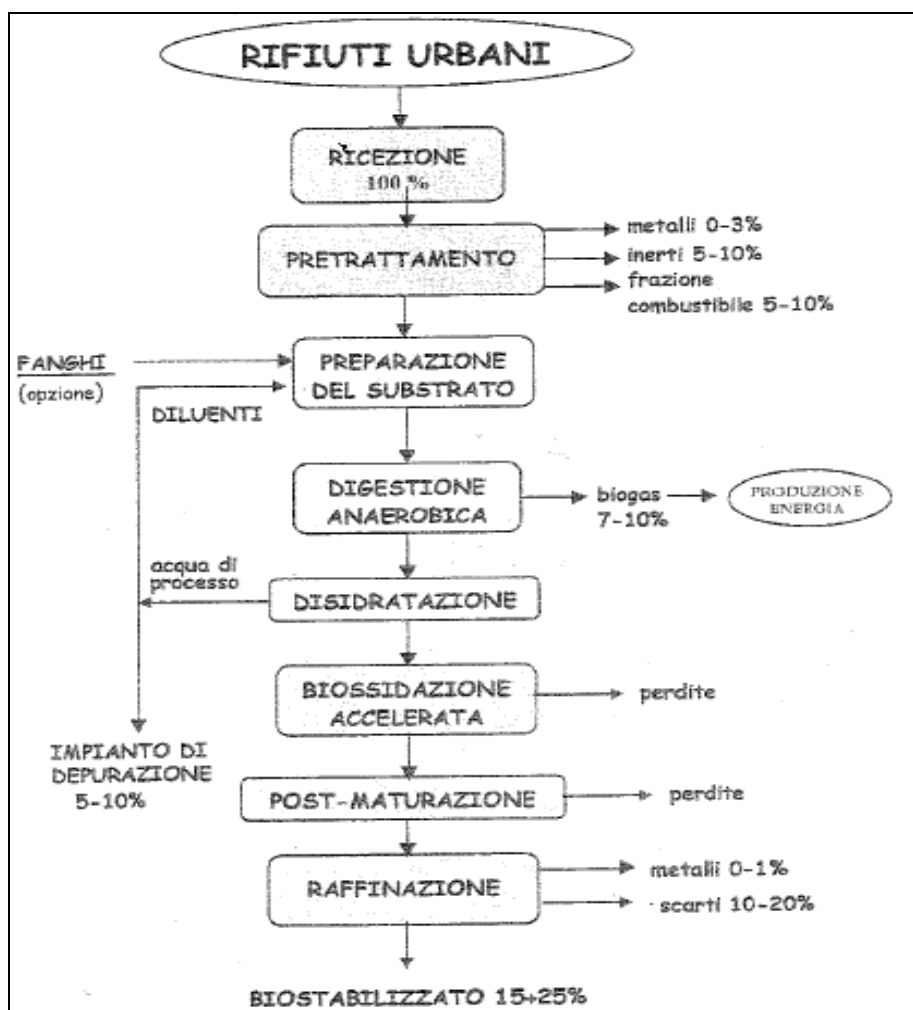 RIFIUTI URBANI
RICEZIONE
100 %
PRETRATTAMENTO
metalli 0-3%
inerti 5-10%
frazione
combustibile 5-10%
FANGHI
(opzione)
PREPARAZIONE
DEL SUBSTRATO
DILUENTI
DIGESTIONE
ANAEROBICA
biogas
7-10%
PRODUZIONE
ENERGIA
acqua di
processo
DISIDRATAZIONE
BIOSSIDAZIONE
ACCELERATA
perdite
IMPIANTO DI
DEPURAZIONE
5-10%
POST-MATURAZIONE
perdite
RAFFINAZIONE
metalli 0-1%
scarti 10-20%
BIOSTABILIZZATO 15÷25%